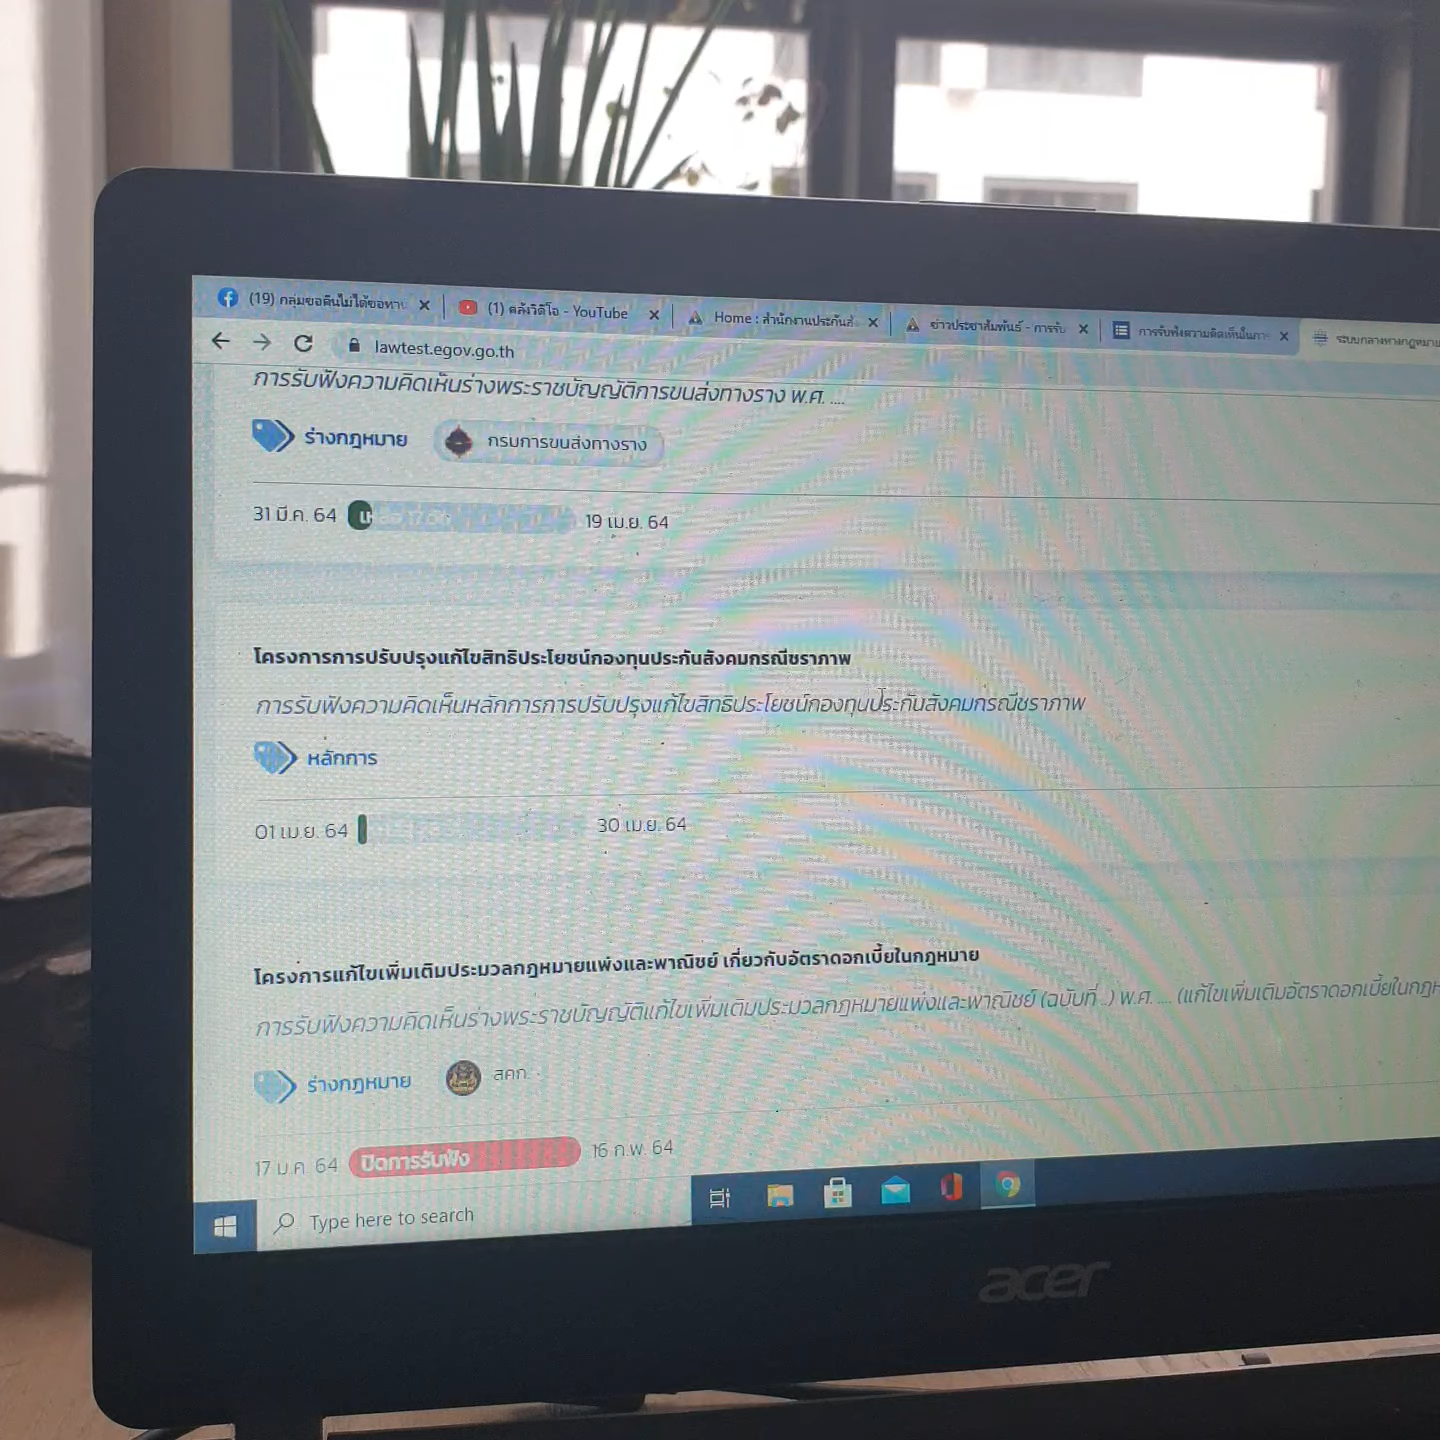 (19) กลุ่มขอคืนไม่ได้ขอทาน
(1) คลังวิดีโอ - YouTube
Home : สำนักงานประกันสั
ข่าวประชาสัมพันธ์ - การรับ
การรับฟังความคิดเห็นในภา
ระบบกลางทางกฎหมาย
lawtest.egov.go.th
การรับฟังความคิดเห็นร่างพระราชบัญญัติการขนส่งทางราง พ.ศ. ....
ร่างกฎหมาย กรมการขนส่งทางราง
31 มี.ค. 64 เหลือ 17 วัน 19 เม.ย. 64
โครงการการปรับปรุงแก้ไขสิทธิประโยชน์กองทุนประกันสังคมกรณีชราภาพ
การรับฟังความคิดเห็นหลักการการปรับปรุงแก้ไขสิทธิประโยชน์กองทุนประกันสังคมกรณีชราภาพ
หลักการ
01 เม.ย. 64 30 เม.ย. 64
โครงการแก้ไขเพิ่มเติมประมวลกฎหมายแพ่งและพาณิชย์ เกี่ยวกับอัตราดอกเบี้ยในกฎหมาย
การรับฟังความคิดเห็นร่างพระราชบัญญัติแก้ไขเพิ่มเติมประมวลกฎหมายแพ่งและพาณิชย์ (ฉบับที่ ..) พ.ศ. .... (แก้ไขเพิ่มเติมอัตราดอกเบี้ยในกฎห
ร่างกฎหมาย สคก.
17 ม.ค. 64 ปิดการรับฟัง 16 ก.พ. 64
Type here to search
acer